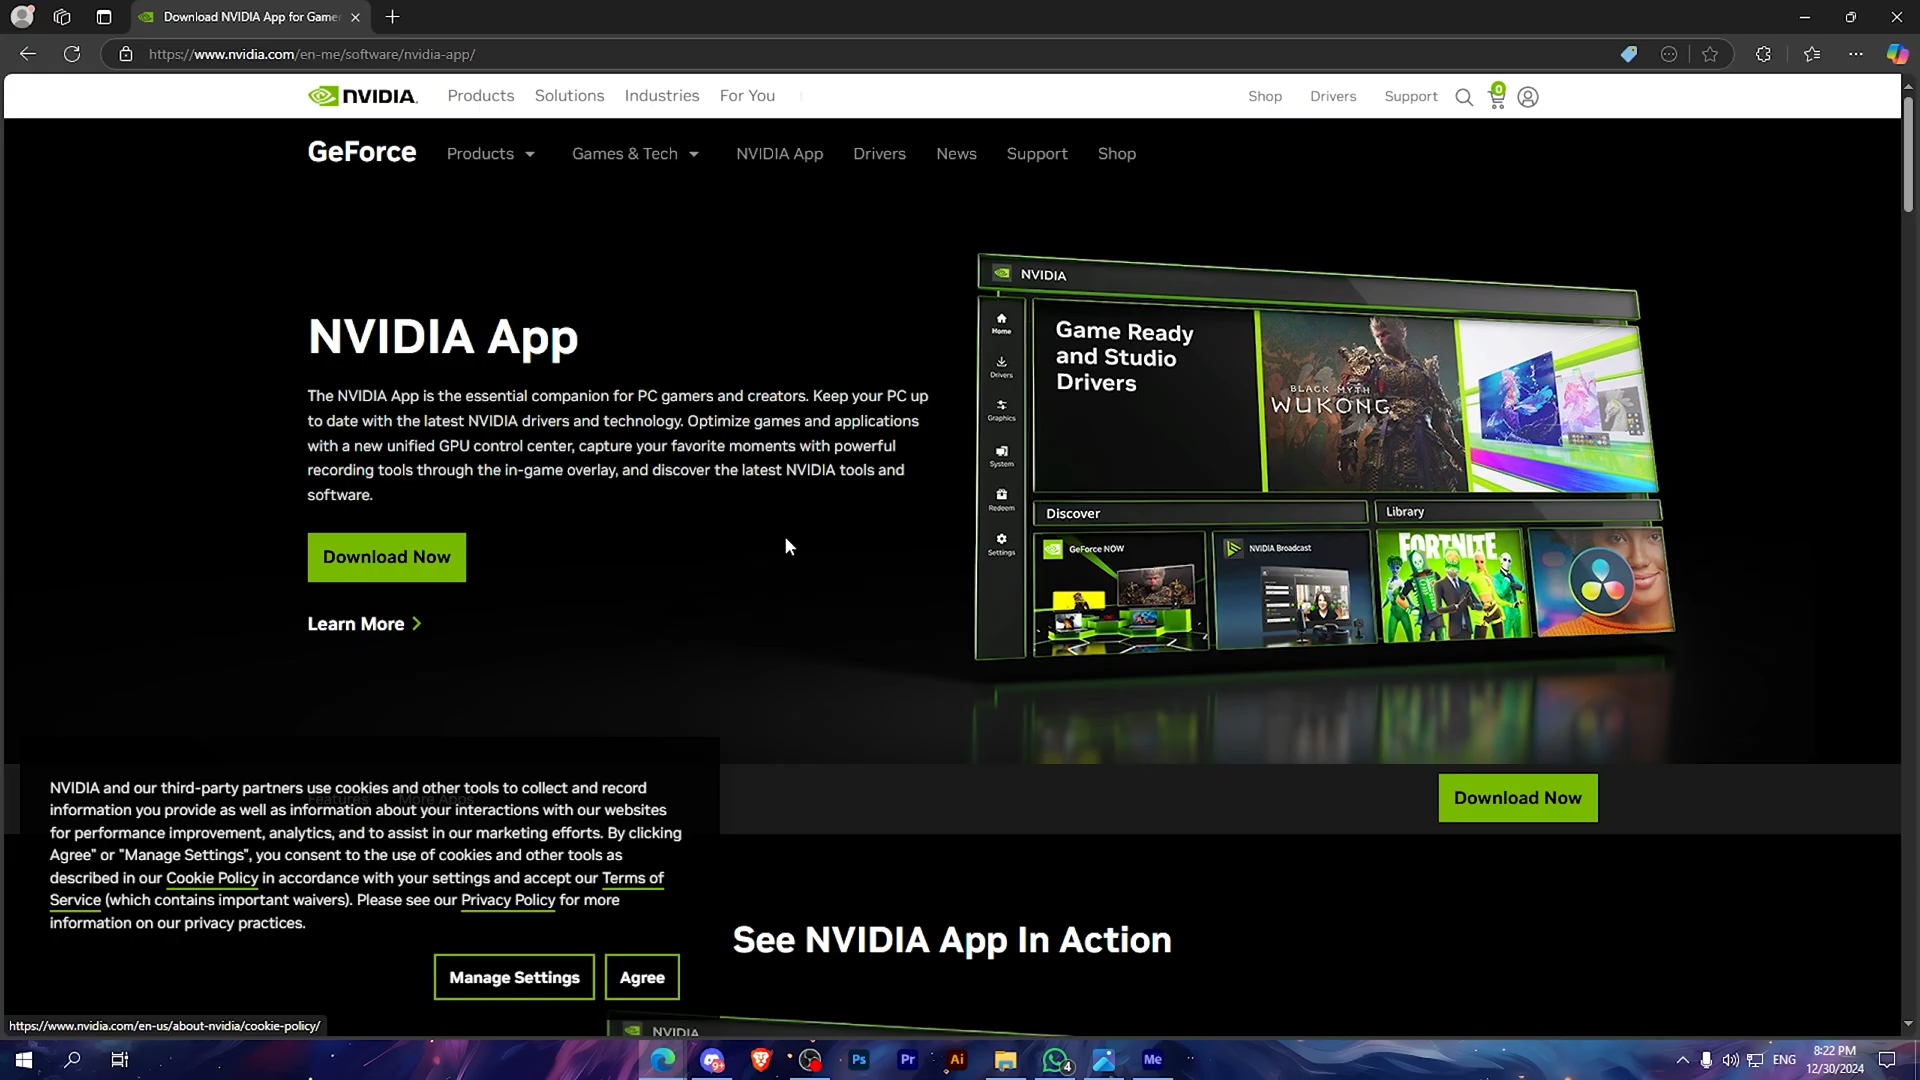 Download NVIDIA App for Gamer
https://www.nvidia.com/en-me/software/nvidia-app/
NVIDIA.
Products
Solutions
Industries
For You
Shop
Drivers
Support
0
GeForce
Products
Games & Tech
NVIDIA App
Drivers
News
Support
Shop
NVIDIA App
The NVIDIA App is the essential companion for PC gamers and creators. Keep your PC up
to date with the latest NVIDIA drivers and technology. Optimize games and applications
with a new unified GPU control center, capture your favorite moments with powerful
recording tools through the in-game overlay, and discover the latest NVIDIA tools and
software.
Download Now
Learn More
NVIDIA
Home
Drivers
Graphics
System
Redeem
Settings
Game Ready
and Studio
Drivers
BLACK MYTH
WUKONG
Discover
Library
GeForce NOW
NVIDIA Broadcast
FORTNITE
Features
More Apps
Download Now
NVIDIA and our third-party partners use cookies and other tools to collect and record
information you provide as well as information about your interactions with our websites
for performance improvement, analytics, and to assist in our marketing efforts. By clicking
Agree" or "Manage Settings", you consent to the use of cookies and other tools as
described in our Cookie Policy in accordance with your settings and accept our Terms of
Service (which contains important waivers). Please see our Privacy Policy for more
information on our privacy practices.
Manage Settings
Agree
See NVIDIA App In Action
NVIDIA
https://www.nvidia.com/en-us/about-nvidia/cookie-policy/
9+
Ps
Pr
Ai
4
Me
ENG
8:22 PM
12/30/2024